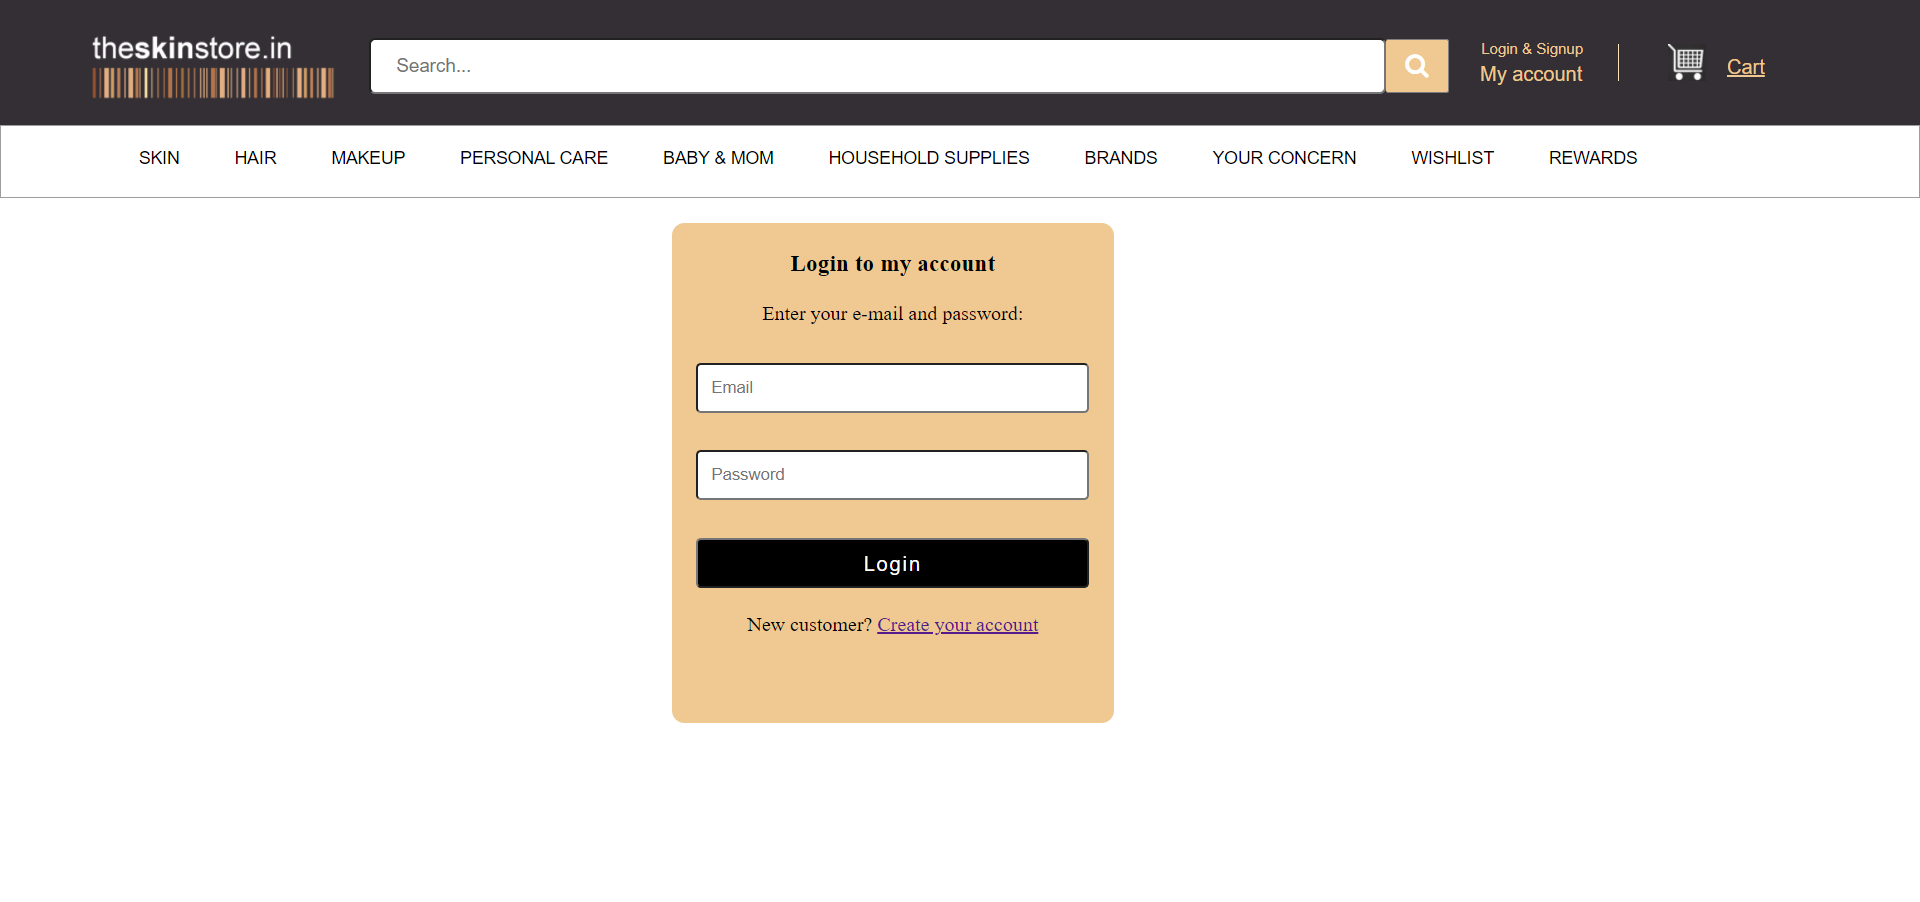 theskinstore.in
Search...
Login & Signup
My account
Cart
SKIN HAIR MAKEUP PERSONAL CARE BABY & MOM HOUSEHOLD SUPPLIES BRANDS YOUR CONCERN WISHLIST REWARDS
Login to my account
Enter your e-mail and password:
Email
Password
Login
New customer? Create your account